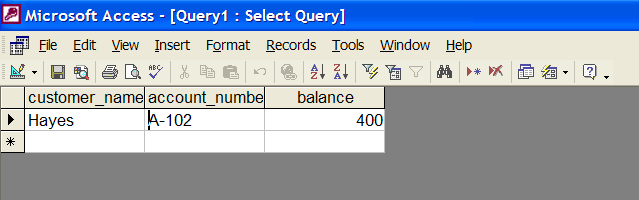 Microsoft Access - [Query1 : Select Query]
File Edit View Insert Format Records Tools Window Help
customer_name account_numbe balance
Hayes A-102 400